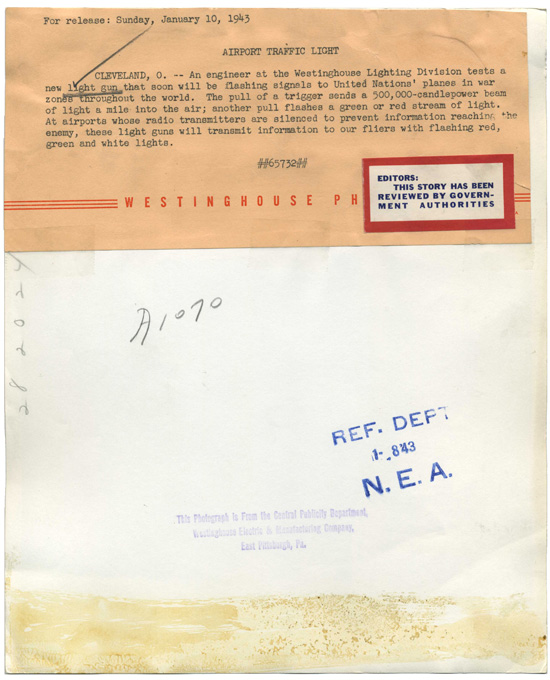 For release: Sunday, January 10, 1943
AIRPORT TRAFFIC LIGHT
CLEVELAND, O. -- An engineer at the Westinghouse Lighting Division tests a
new light gun that soon will be flashing signals to United Nations' planes in war
zones throughout the world. The pull of a trigger sends a 500,000-candlepower beam
of light a mile into the air; another pull flashes a green or red stream of light.
At airports whose radio transmitters are silenced to prevent information reaching the
enemy, these light guns will transmit information to our fliers with flashing red,
green and white lights.
##65732##
WESTINGHOUSE PH
EDITORS:
THIS STORY HAS BEEN
REVIEWED BY GOVERN-
MENT AUTHORITIES
A1070
REF. DEPT
1-8'43
N. E. A.
This Photograph is From the Central Publicity Department,
Westinghouse Electric & Manufacturing Company,
East Pittsburgh, Pa.